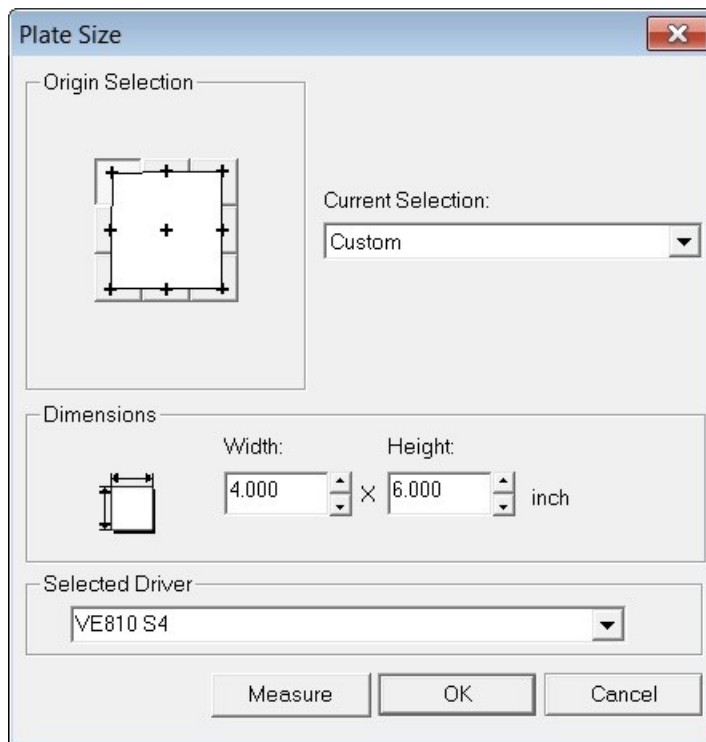 Plate Size
Origin Selection
Current Selection:
Custom
Dimensions
Width: Height:
4.000 X 6.000 inch
Selected Driver
VE810 S4
Measure OK Cancel